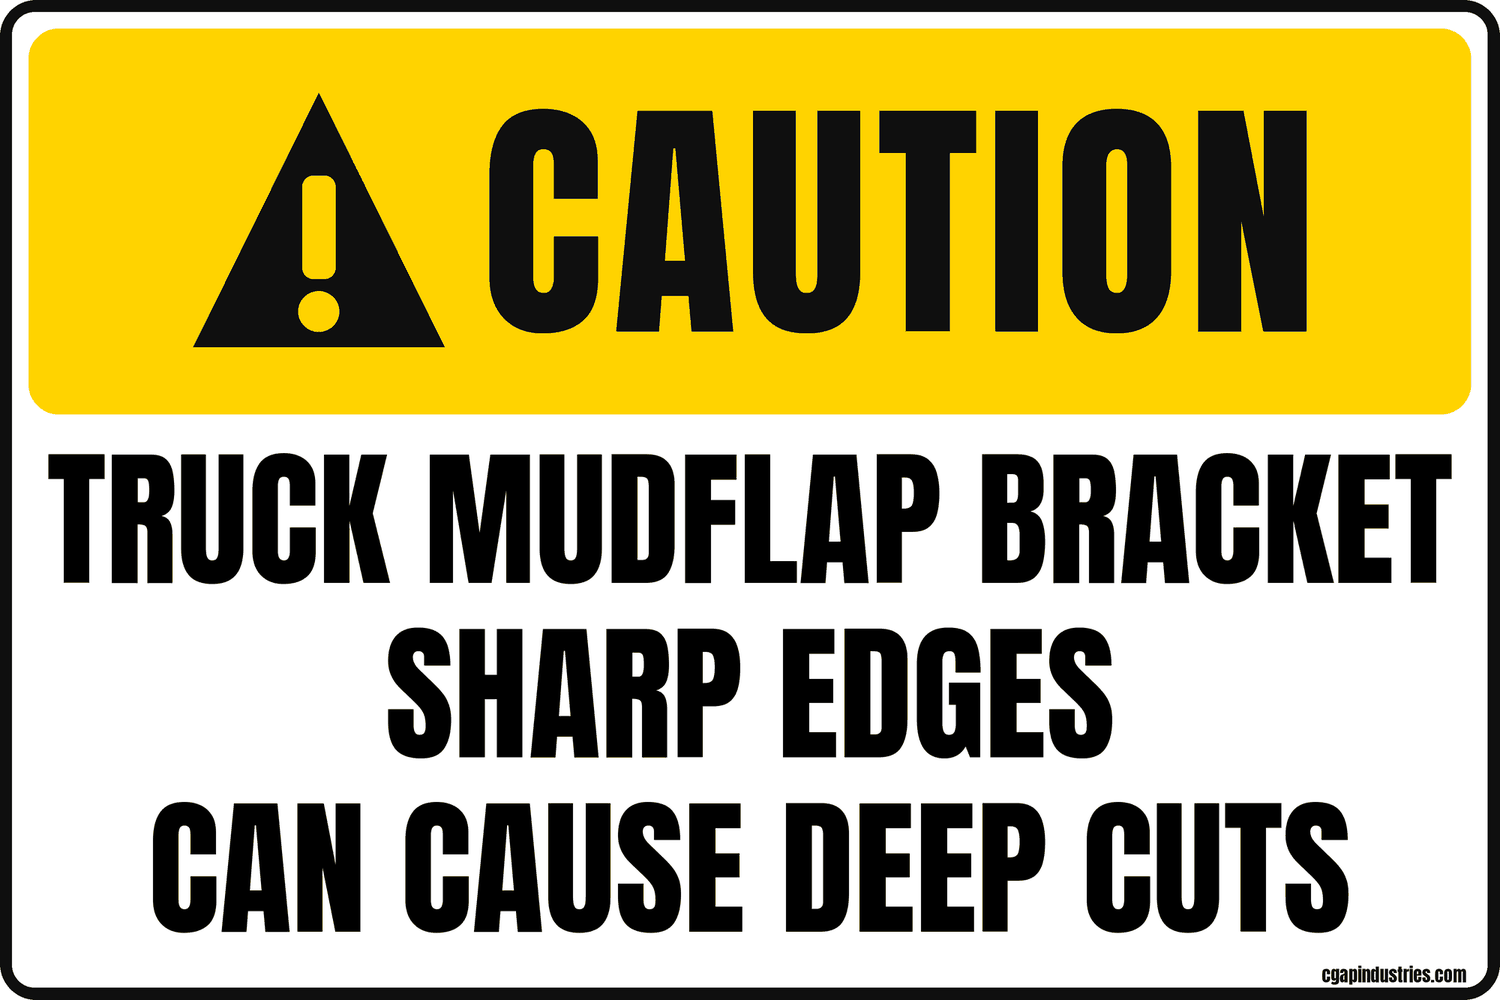 CAUTION
TRUCK MUDFLAP BRACKET
SHARP EDGES
CAN CAUSE DEEP CUTS
cgapindustries.com